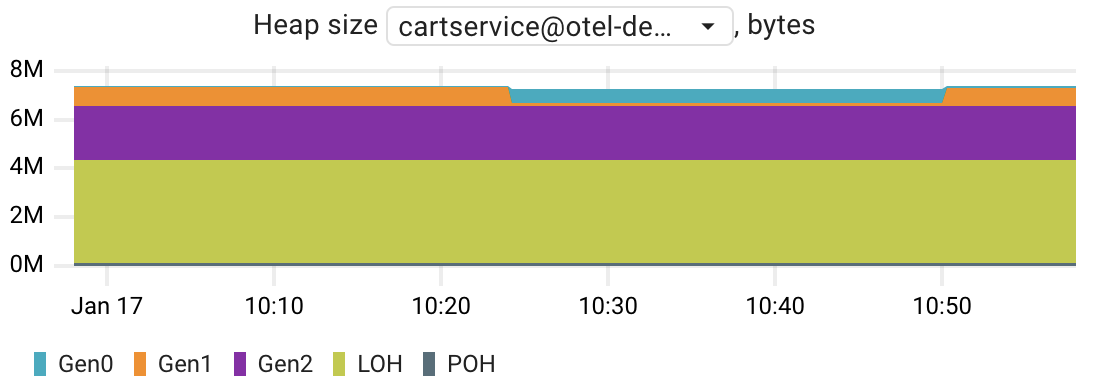 Heap size cartservice@otel-de... , bytes
8M
6M
4M
2M
0M
Jan 17 10:10 10:20 10:30 10:40 10:50
Gen0 Gen1 Gen2 LOH POH